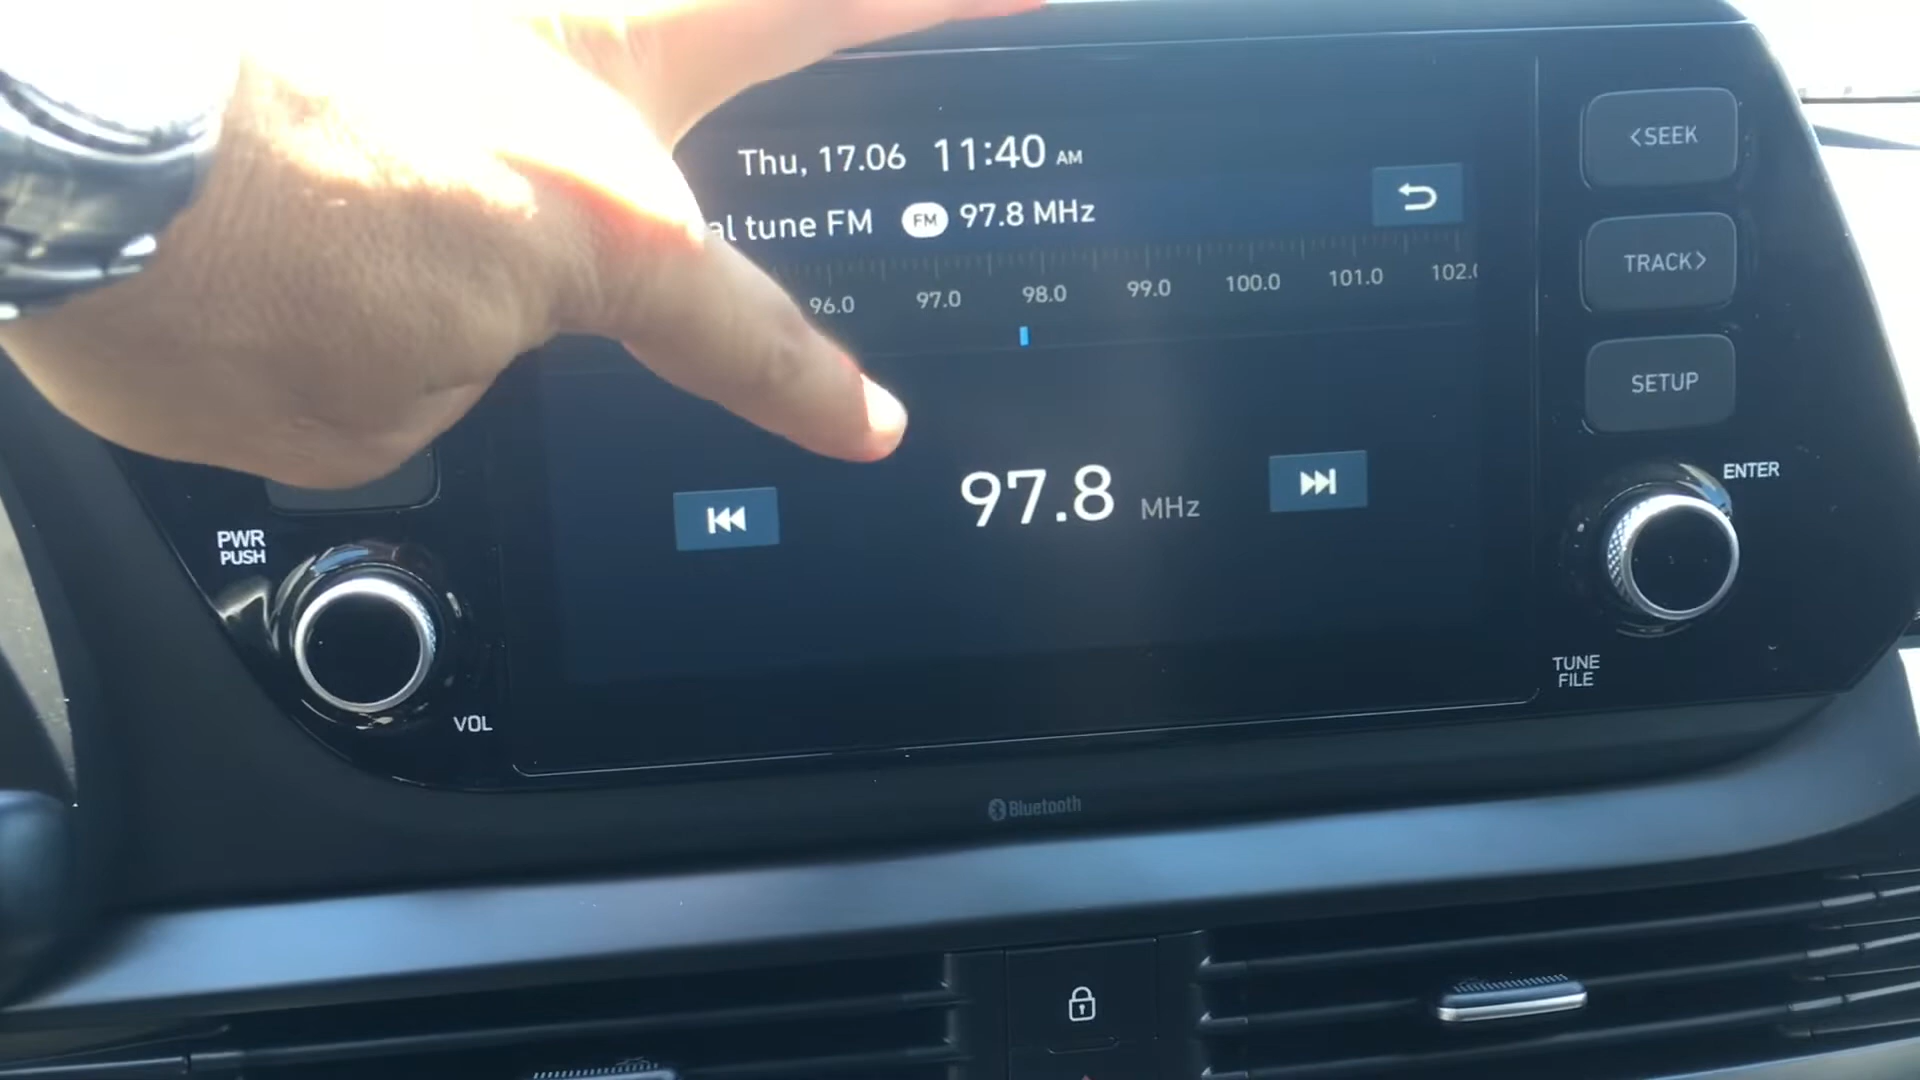 Thu, 17.06 11:40 AM
al tune FM FM 97.8 MHz
96.0 97.0 98.0 99.0 100.0 101.0 102.0
97.8 MHz
<SEEK
TRACK>
SETUP
ENTER
TUNE
FILE
PWR
PUSH
VOL
Bluetooth